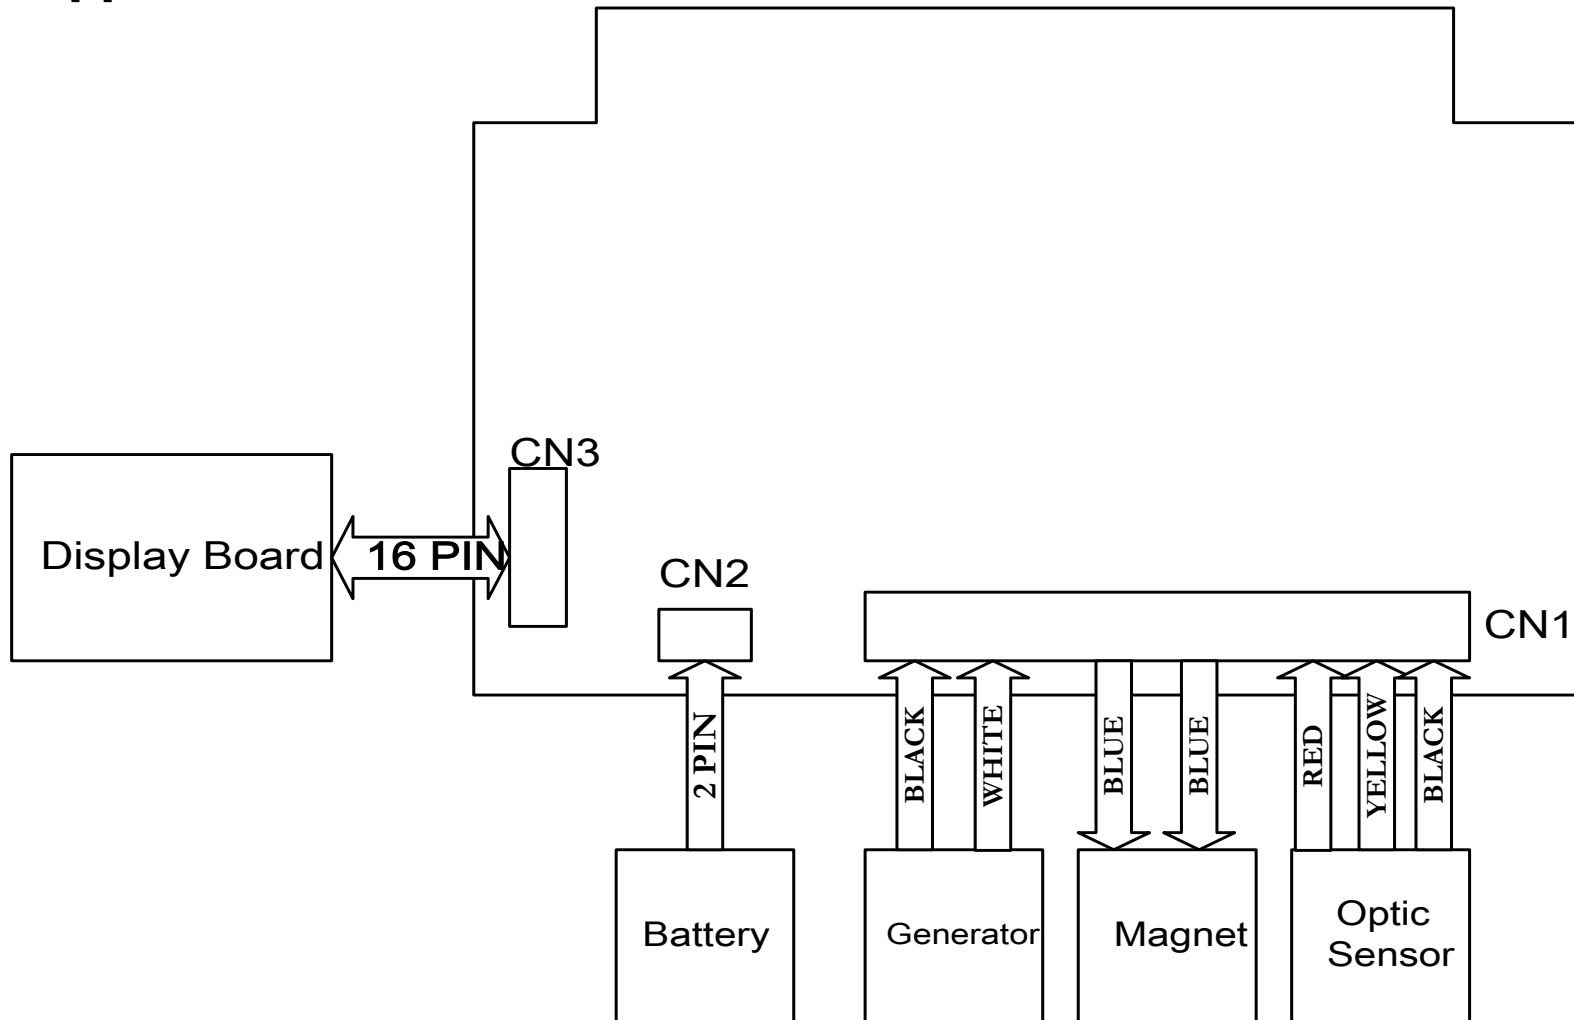 CN3
Display Board
16 PIN
CN2
CN1
2 PIN
BLACK
WHITE
BLUE
BLUE
RED
YELLOW
BLACK
Battery
Generator
Magnet
Optic
Sensor